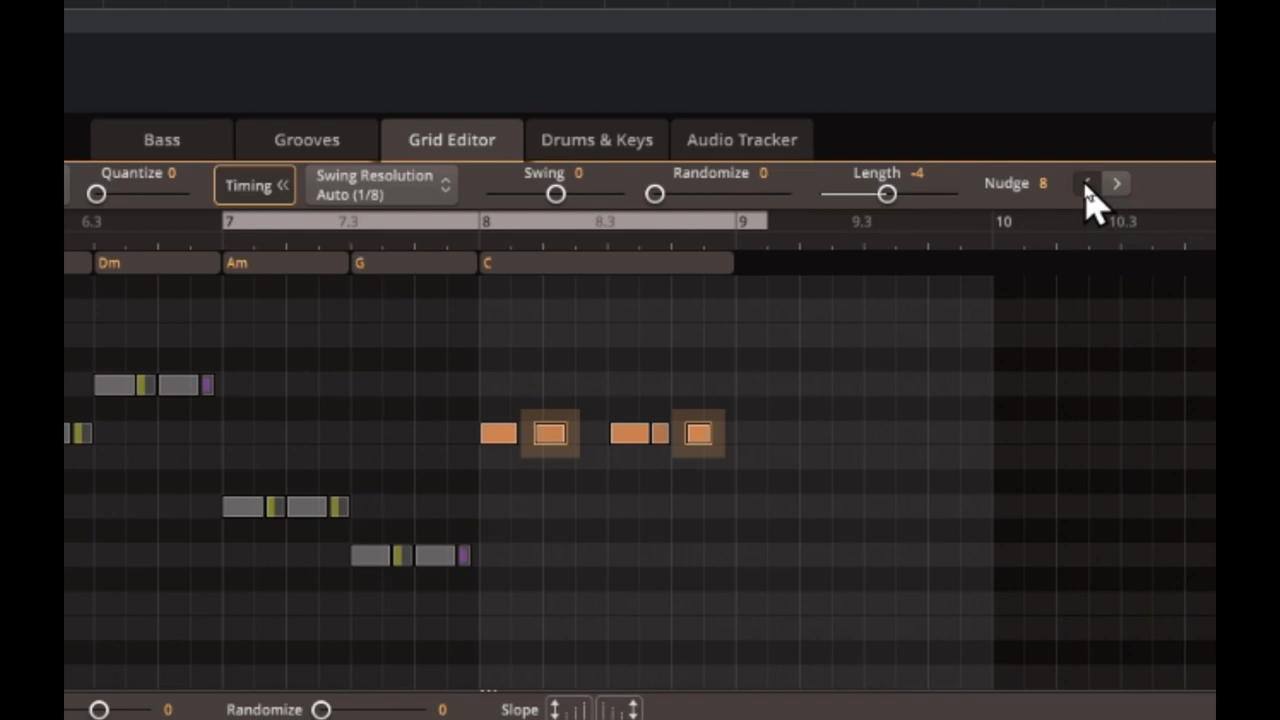 Bass Grooves Grid Editor Drums & Keys Audio Tracker
Quantize 0 Timing Swing Resolution Swing 0 Randomize 0 Length -4 Nudge 8
Auto (1/8)
6.3 7 7.3 8 8.3 9 9.3 10 10.3
Dm Am G C
0 Randomize 0 Slope